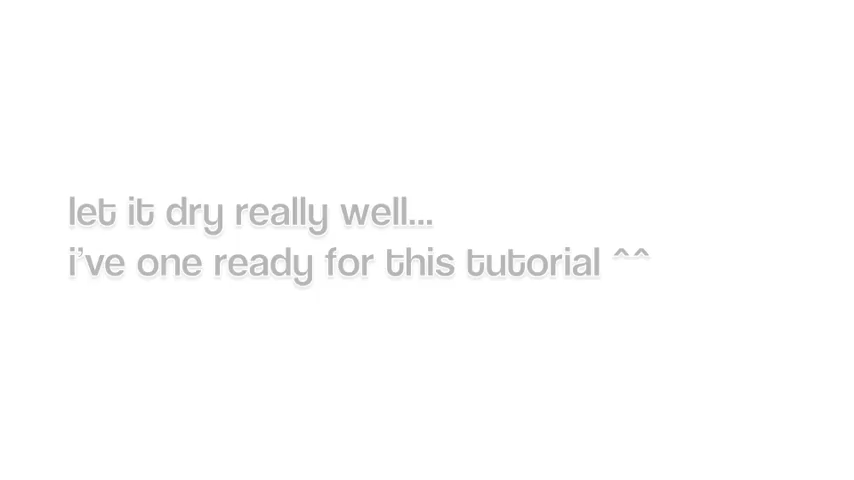 let it dry really well...
i've one ready for this tutorial ^^